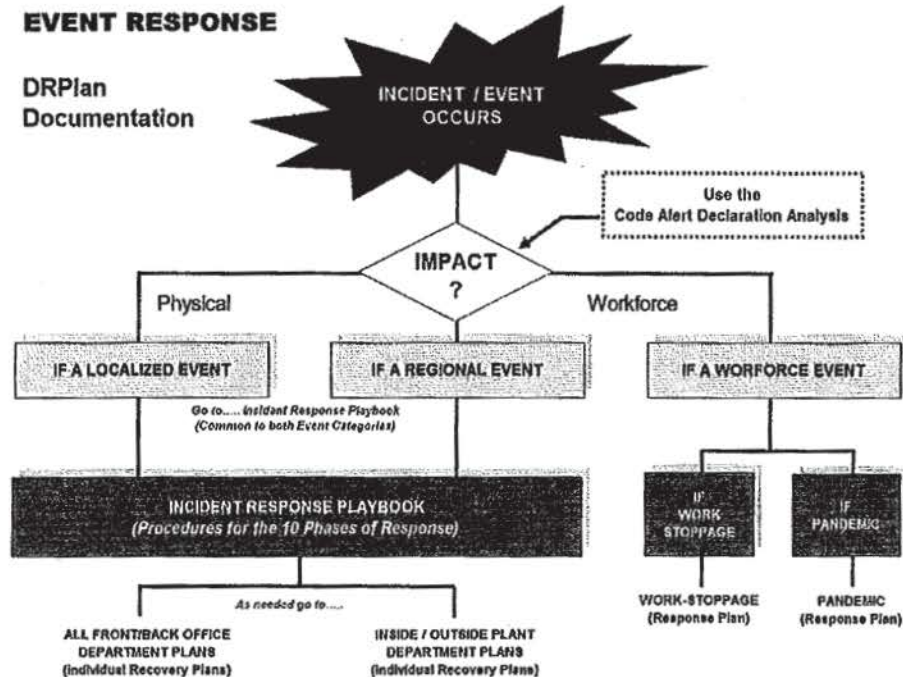 EVENT RESPONSE
DRPlan
Documentation
INCIDENT / EVENT
OCCURS
Use the
Code Alert Declaration Analysis
IMPACT
?
Physical
Workforce
IF A LOCALIZED EVENT
IF A REGIONAL EVENT
IF A WORFORCE EVENT
Go to..... Insident Response Playbook
(Common to both Event Categories)
INCIDENT RESPONSE PLAYBOOK
(Procedures for the 10 Phases of Response)
IF
WORK
STOPPAGE
IF
PANDEMIC
As needed go to.....
WORK-STOPPAGE
(Response Plan)
PANDEMIC
(Response Plan)
ALL FRONT/BACK OFFICE
DEPARTMENT PLANS
(individual Recovery Plans)
INSIDE / OUTSIDE PLANT
DEPARTMENT PLANS
(individual Recovery Plans)